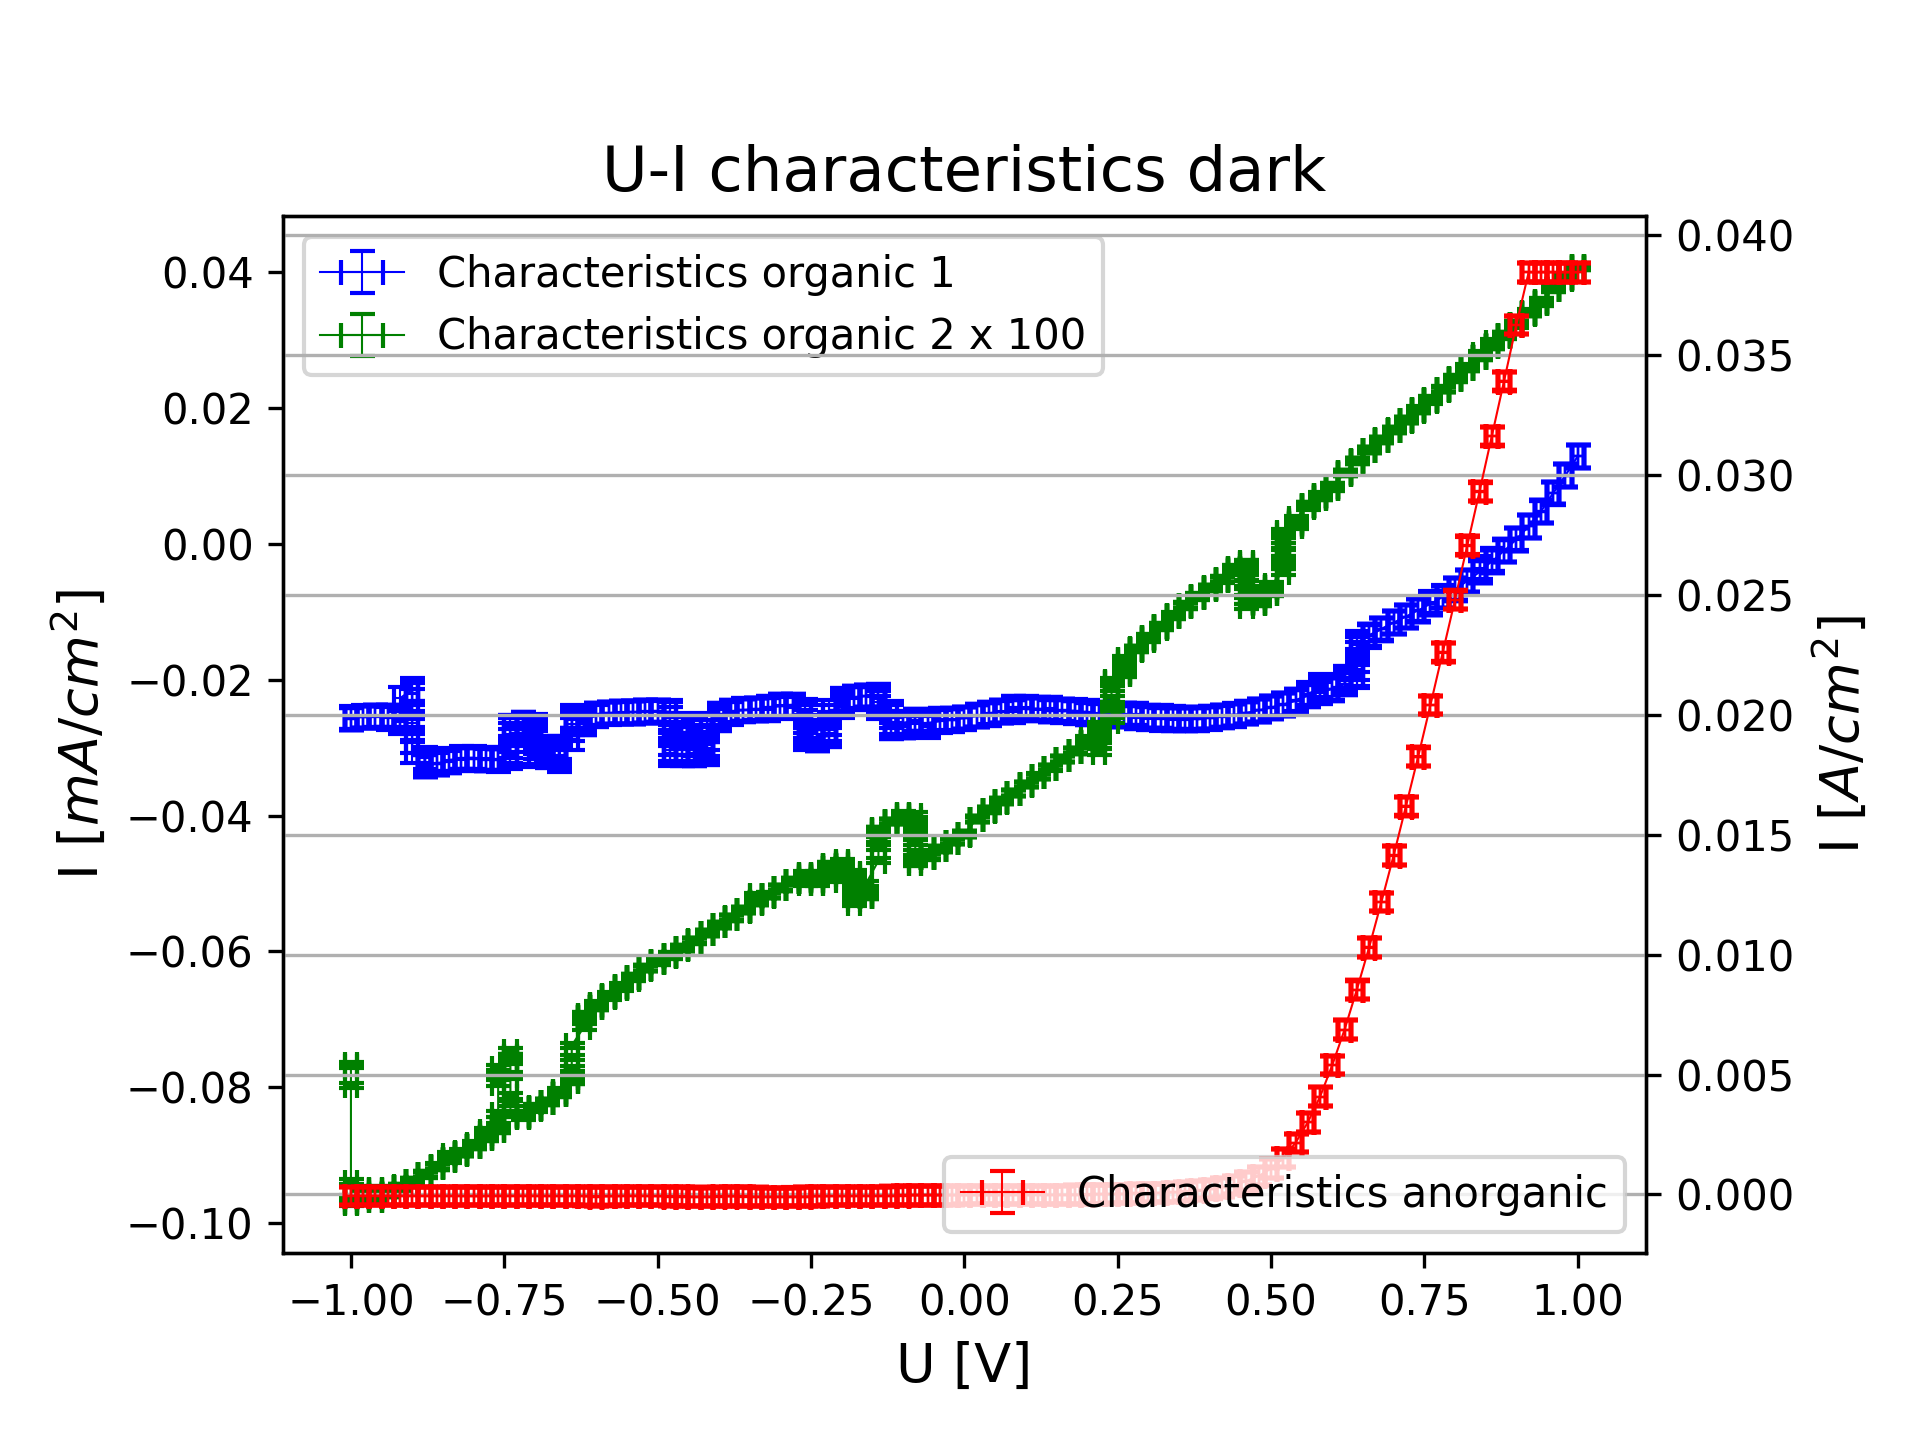 U-I characteristics dark
Characteristics organic 1
Characteristics organic 2 x 100
0.04
0.02
0.00
−0.02
−0.04
−0.06
−0.08
−0.10
I [mA/cm²]
0.040
0.035
0.030
0.025
0.020
0.015
0.010
0.005
0.000
I [A/cm²]
Characteristics anorganic
−1.00 −0.75 −0.50 −0.25 0.00 0.25 0.50 0.75 1.00
U [V]